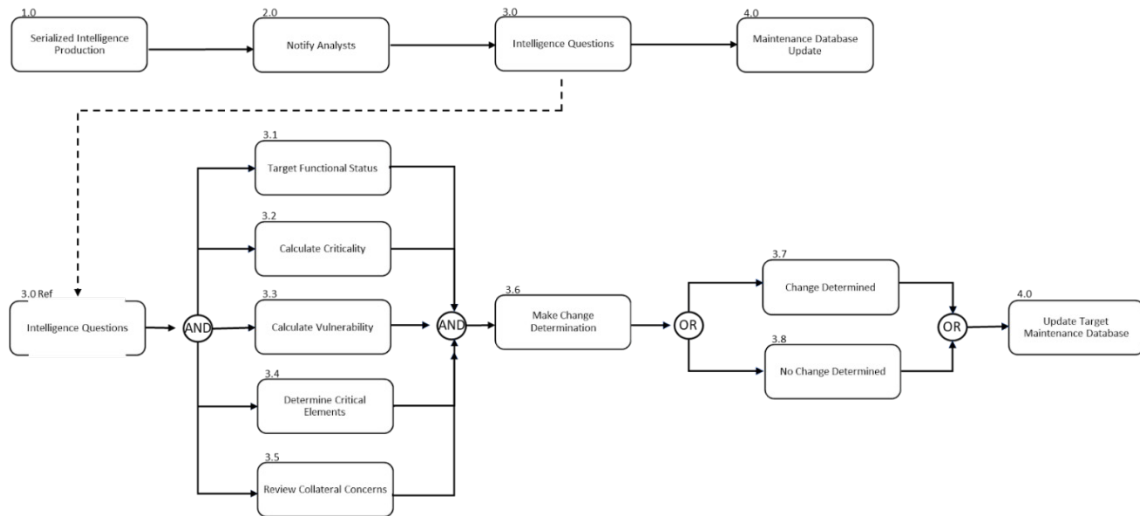 1.0
Serialized Intelligence
Production
2.0
Notify Analysts
3.0
Intelligence Questions
4.0
Maintenance Database
Update
3.1
Target Functional Status
3.2
Calculate Criticality
3.0 Ref
Intelligence Questions
AND
3.3
Calculate Vulnerability
AND
3.4
Determine Critical
Elements
3.5
Review Collateral Concerns
3.6
Make Change
Determination
OR
3.7
Change Determined
3.8
No Change Determined
OR
4.0
Update Target
Maintenance Database